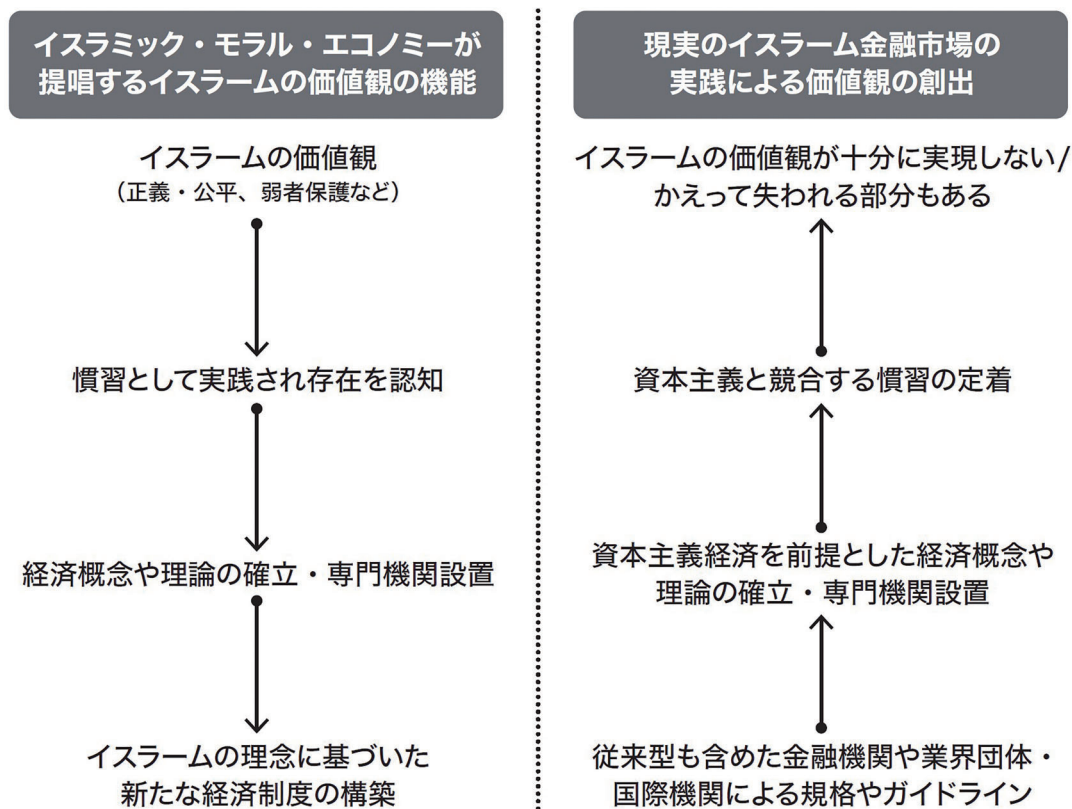 イスラミック・モラル・エコノミーが
提唱するイスラームの価値観の機能
イスラームの価値観
（正義・公平、弱者保護など）
慣習として実践され存在を認知
経済概念や理論の確立・専門機関設置
イスラームの理念に基づいた
新たな経済制度の構築
現実のイスラーム金融市場の
実践による価値観の創出
イスラームの価値観が十分に実現しない/
かえって失われる部分もある
資本主義と競合する慣習の定着
資本主義経済を前提とした経済概念や
理論の確立・専門機関設置
従来型も含めた金融機関や業界団体・
国際機関による規格やガイドライン